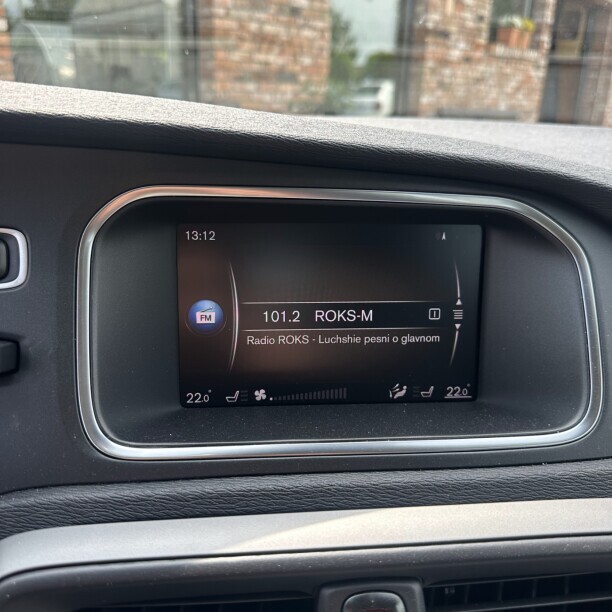 13:12
FM
101.2 ROKS-M
Radio ROKS - Luchshie pesni o glavnom
22.0° 22.0°